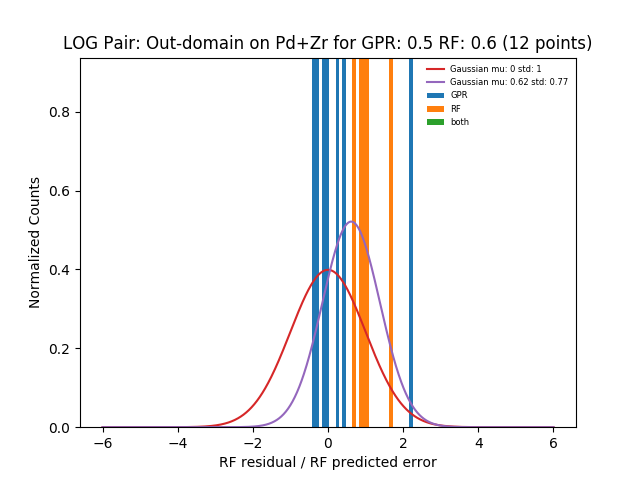 LOG Pair: Out-domain on Pd+Zr for GPR: 0.5 RF: 0.6 (12 points)
Gaussian mu: 0 std: 1
Gaussian mu: 0.62 std: 0.77
GPR
RF
both
Normalized Counts
0.8
0.6
0.4
0.2
0.0
−6 −4 −2 0 2 4 6
RF residual / RF predicted error